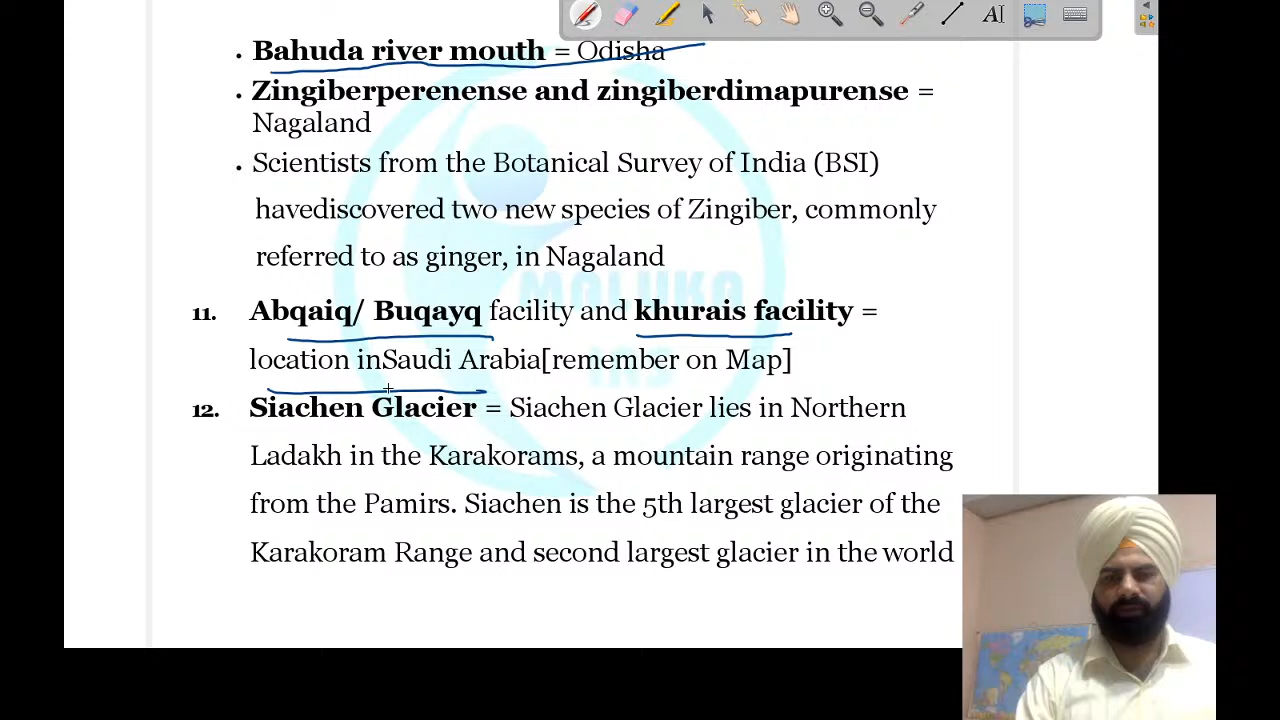 AI
• Bahuda river mouth = Odisha
• Zingiberperenense and zingiberdimapurense =
Nagaland
• Scientists from the Botanical Survey of India (BSI)
havediscovered two new species of Zingiber, commonly
referred to as ginger, in Nagaland
11. Abqaiq/ Buqayq facility and khurais facility =
location inSaudi Arabia[remember on Map]
12. Siachen Glacier = Siachen Glacier lies in Northern
Ladakh in the Karakorams, a mountain range originating
from the Pamirs. Siachen is the 5th largest glacier of the
Karakoram Range and second largest glacier in the world